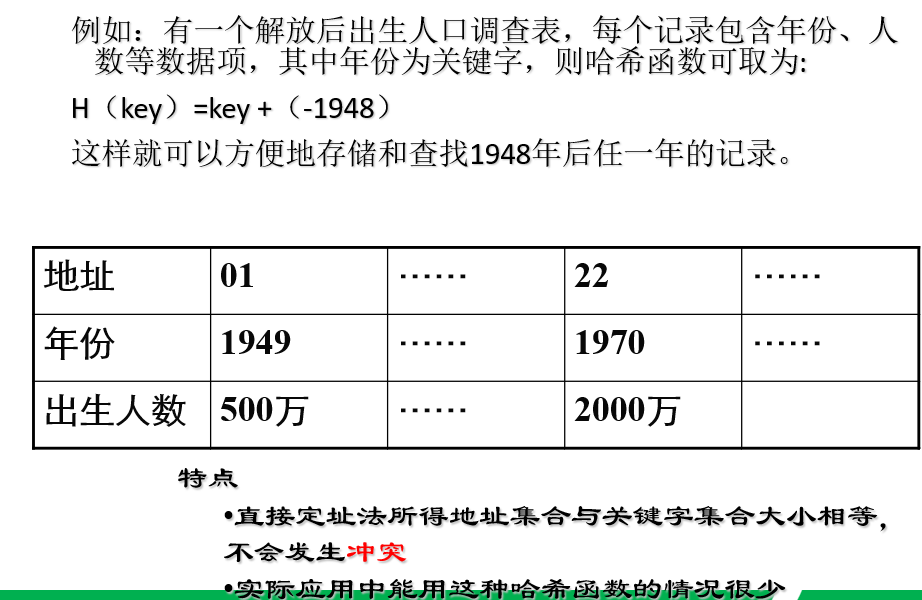 例如：有一个解放后出生人口调查表，每个记录包含年份、人
数等数据项，其中年份为关键字，则哈希函数可取为:
H（key）=key +（-1948）
这样就可以方便地存储和查找1948年后任一年的记录。
地址 01 …… 22 ……
年份 1949 …… 1970 ……
出生人数 500万 …… 2000万
特点
•直接定址法所得地址集合与关键字集合大小相等，
不会发生冲突
•实际应用中能用这种哈希函数的情况很少